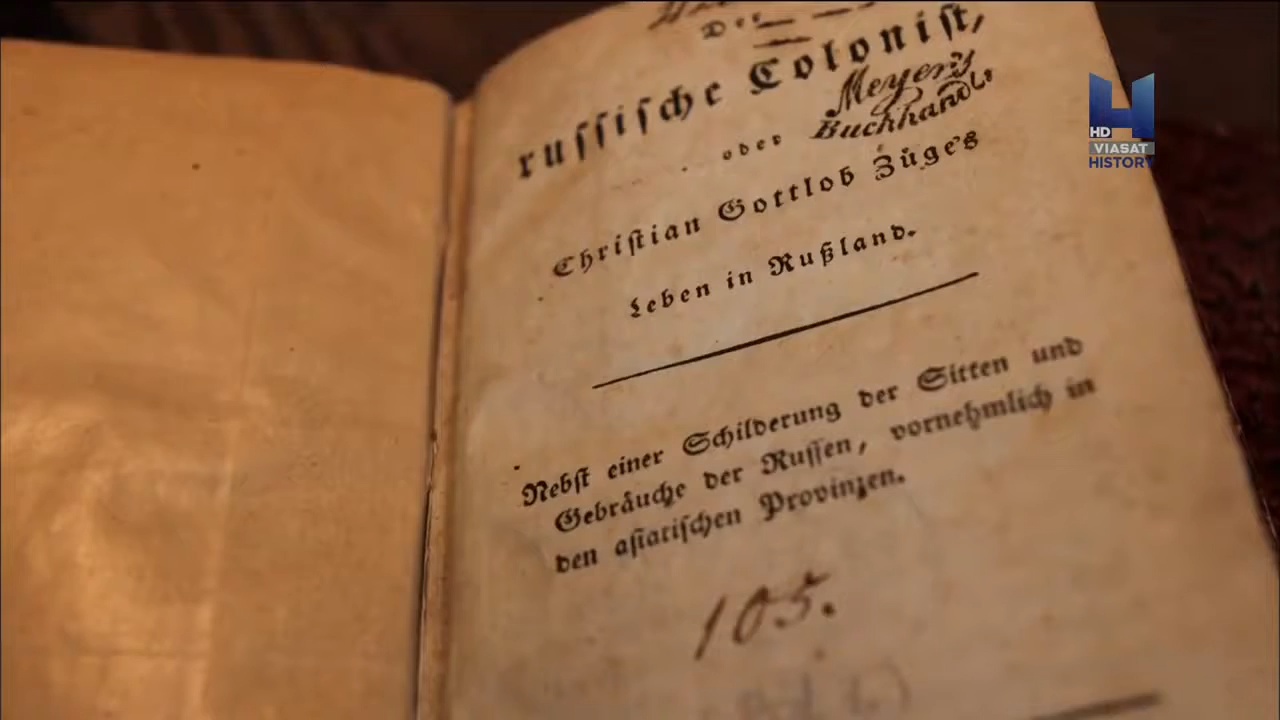 Der
russische Colonist,
Meyers
Buchhandl.
oder
Christian Gottlob Züge's
Leben in Rußland.
Nebst einer Schilderung der Sitten und
Gebräuche der Russen, vornehmlich in
den asiatischen Provinzen.
105.
HD
VIASAT
HISTORY